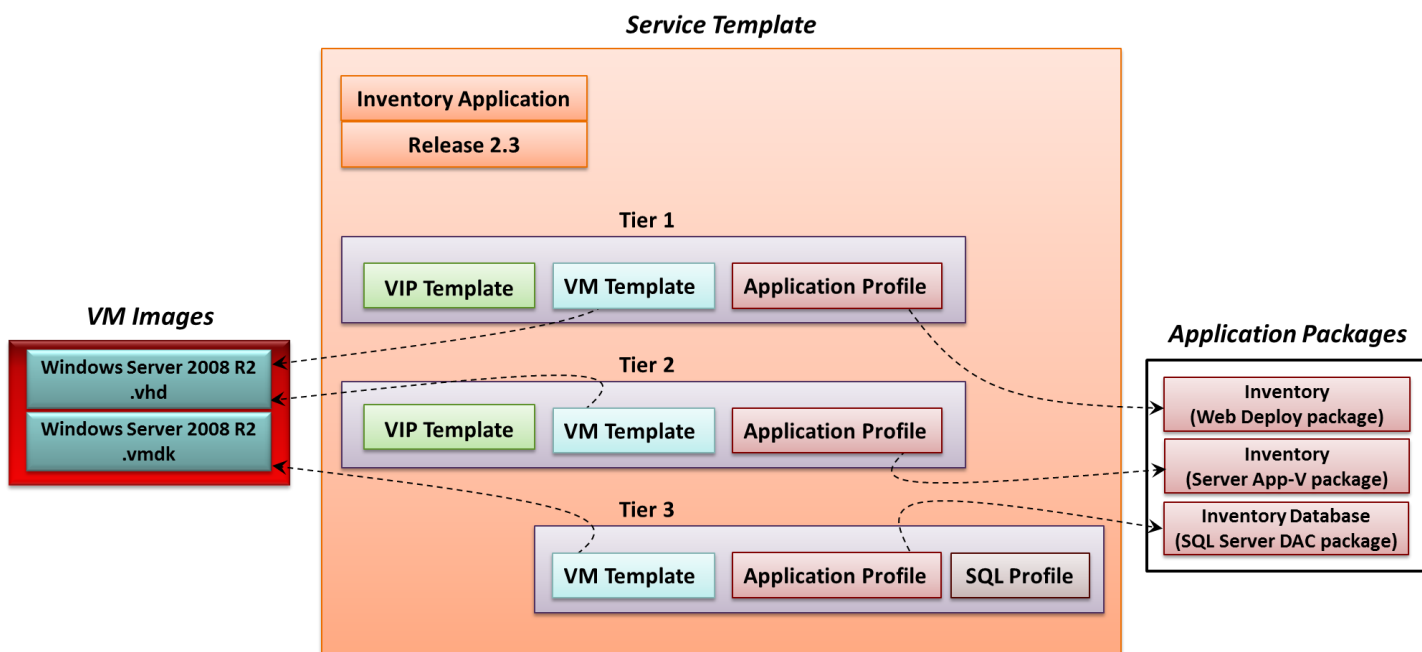 Service Template
Inventory Application
Release 2.3
Tier 1
VIP Template
VM Template
Application Profile
VM Images
Windows Server 2008 R2
.vhd
Windows Server 2008 R2
.vmdk
Tier 2
VIP Template
VM Template
Application Profile
Tier 3
VM Template
Application Profile
SQL Profile
Application Packages
Inventory
(Web Deploy package)
Inventory
(Server App-V package)
Inventory Database
(SQL Server DAC package)